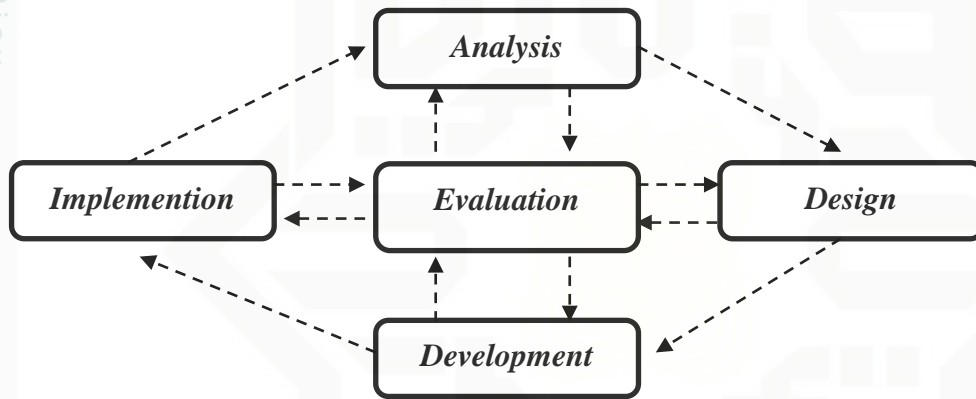 Analysis
Implemention
Evaluation
Design
Development